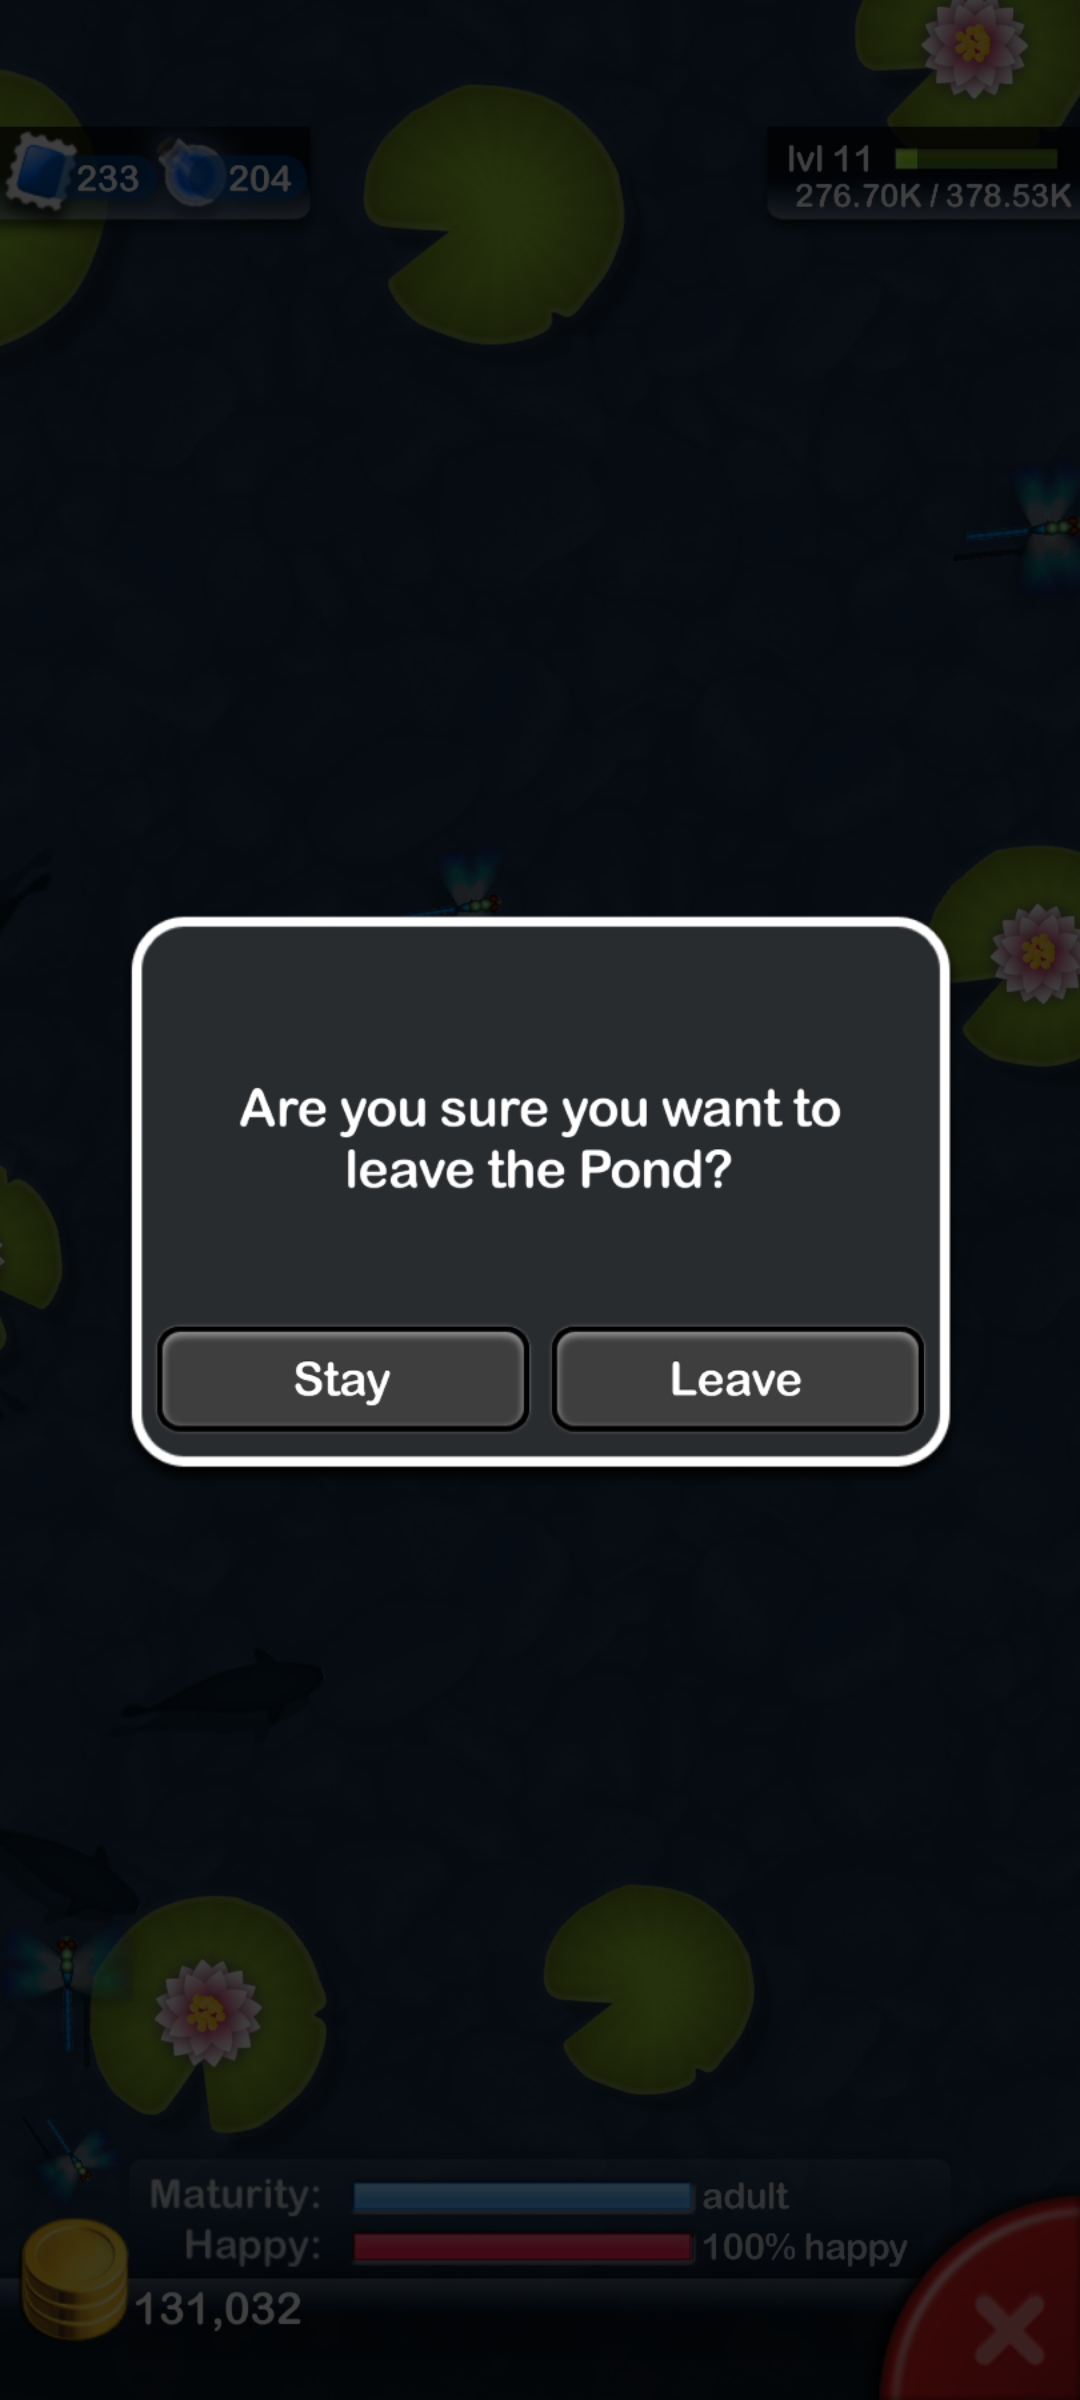 233
204
lvl 11
276.70K / 378.53K
Are you sure you want to
leave the Pond?
Stay
Leave
Maturity:
adult
Happy:
100% happy
131,032